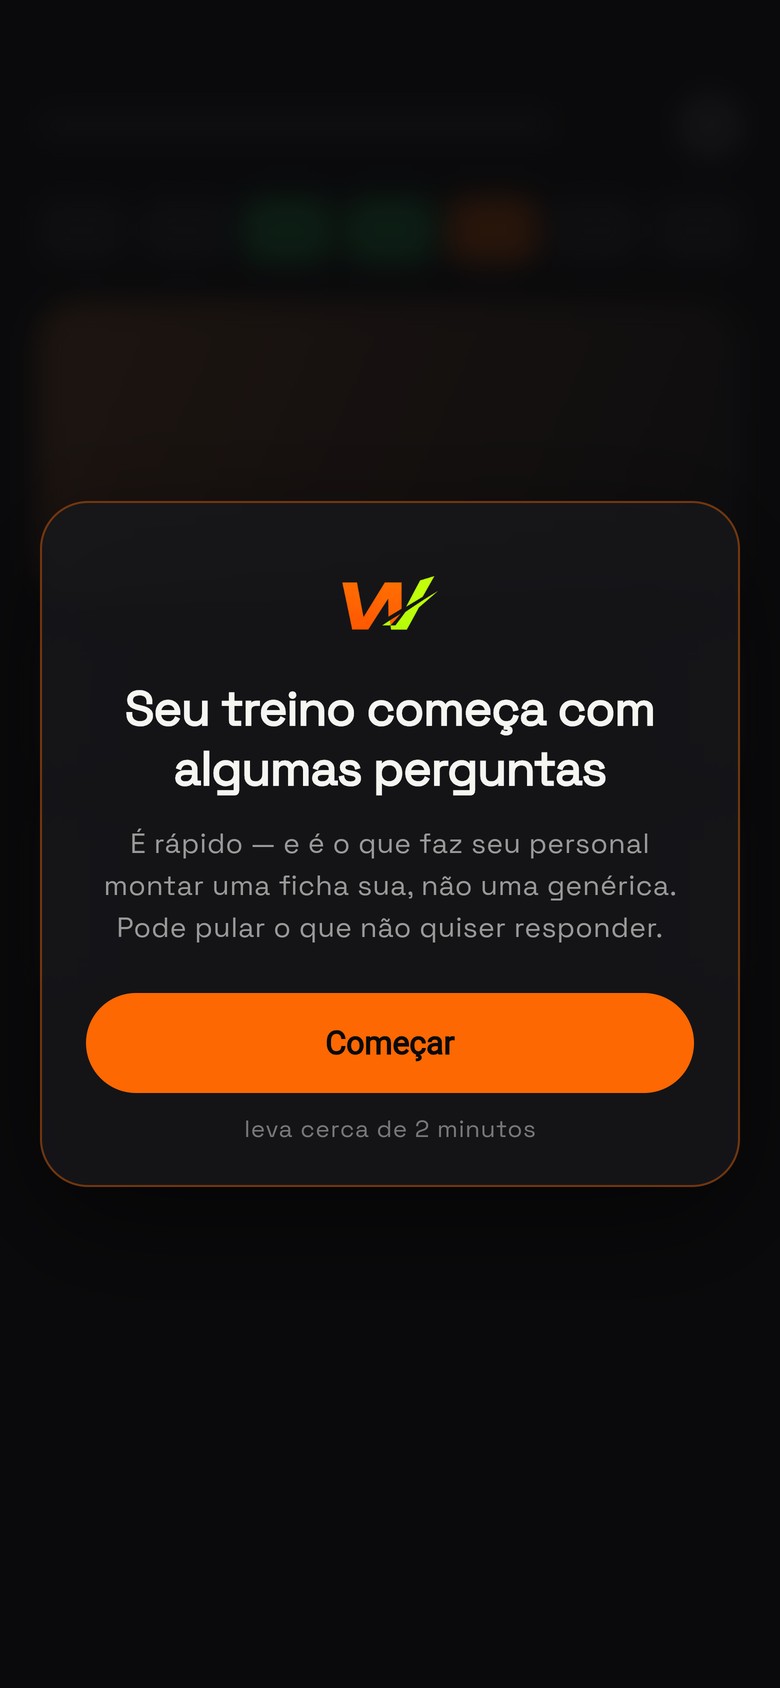 Seu treino começa com
algumas perguntas
É rápido — e é o que faz seu personal
montar uma ficha sua, não uma genérica.
Pode pular o que não quiser responder.
Começar
leva cerca de 2 minutos